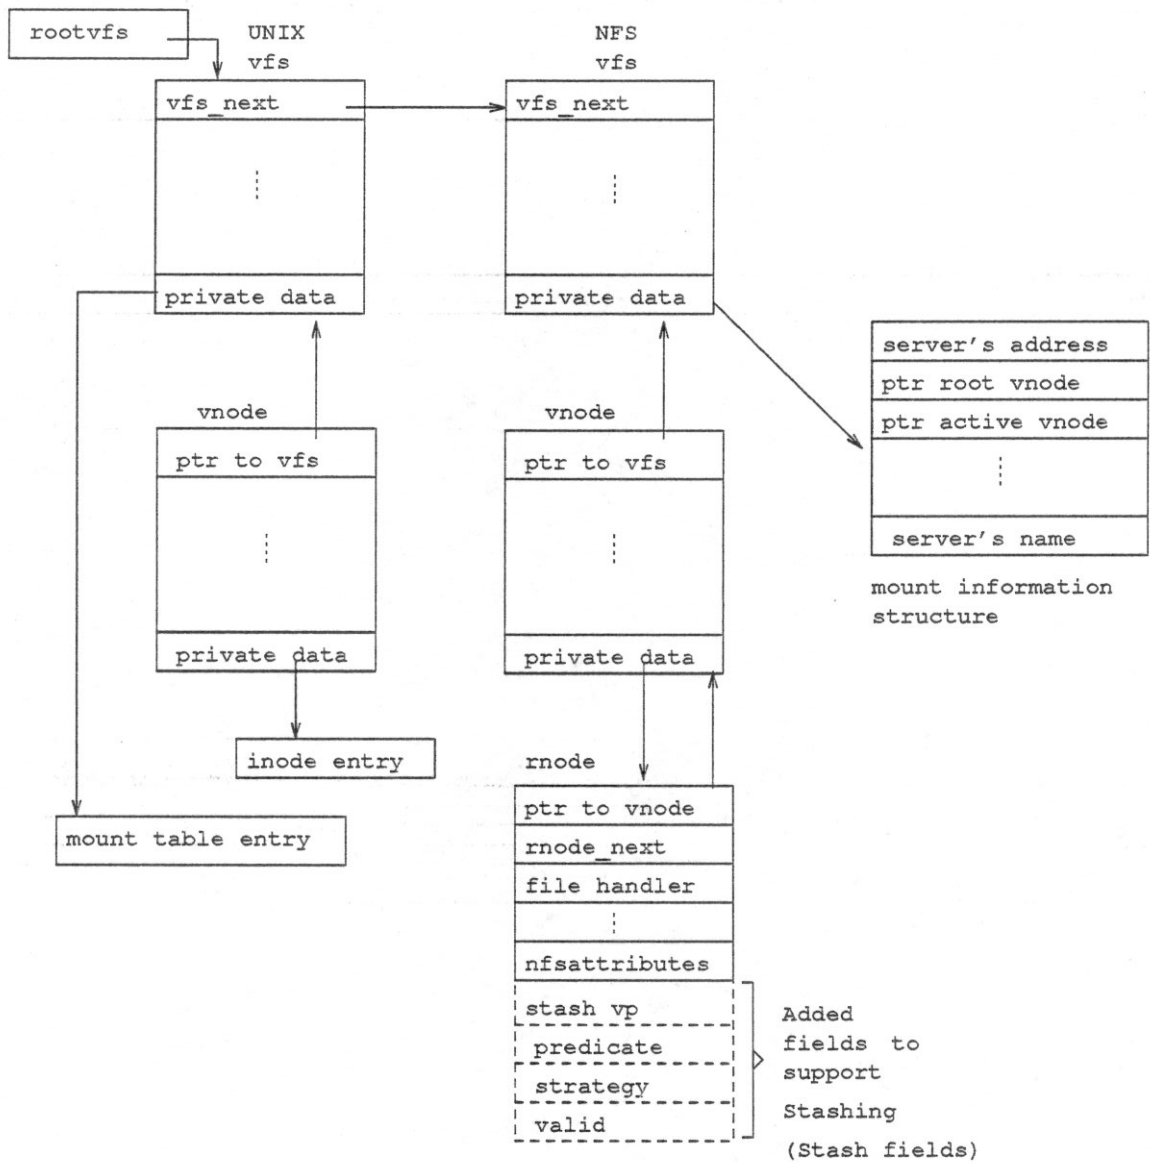 rootvfs
UNIX
vfs
NFS
vfs
vfs_next
vfs_next
private data
private data
server's address
ptr root vnode
ptr active vnode
server's name
mount information
structure
vnode
vnode
ptr to vfs
ptr to vfs
private data
private data
inode entry
mount table entry
rnode
ptr to vnode
rnode_next
file handler
nfsattributes
stash vp
predicate
strategy
valid
Added
fields to
support
Stashing
(Stash fields)